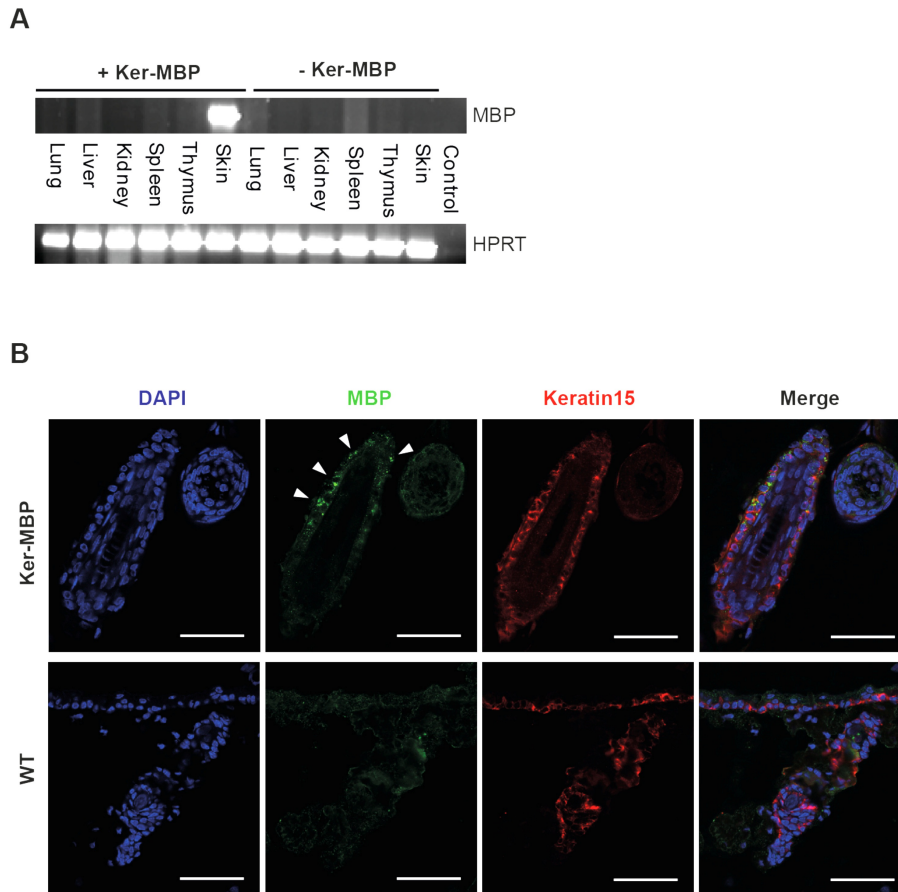 A
+ Ker-MBP - Ker-MBP
MBP
Lung Liver Kidney Spleen Thymus Skin Lung Liver Kidney Spleen Thymus Skin Control
HPRT
B
DAPI MBP Keratin15 Merge
Ker-MBP
WT